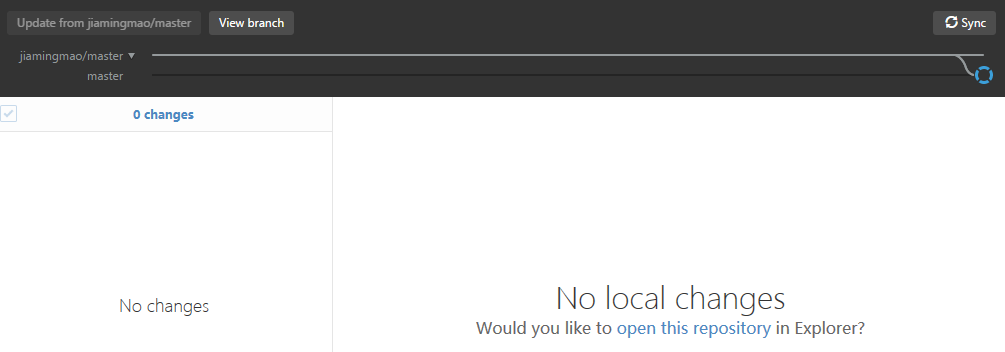 Update from jiamingmao/master View branch Sync
jiamingmao/master
master
0 changes
No changes
No local changes
Would you like to open this repository in Explorer?